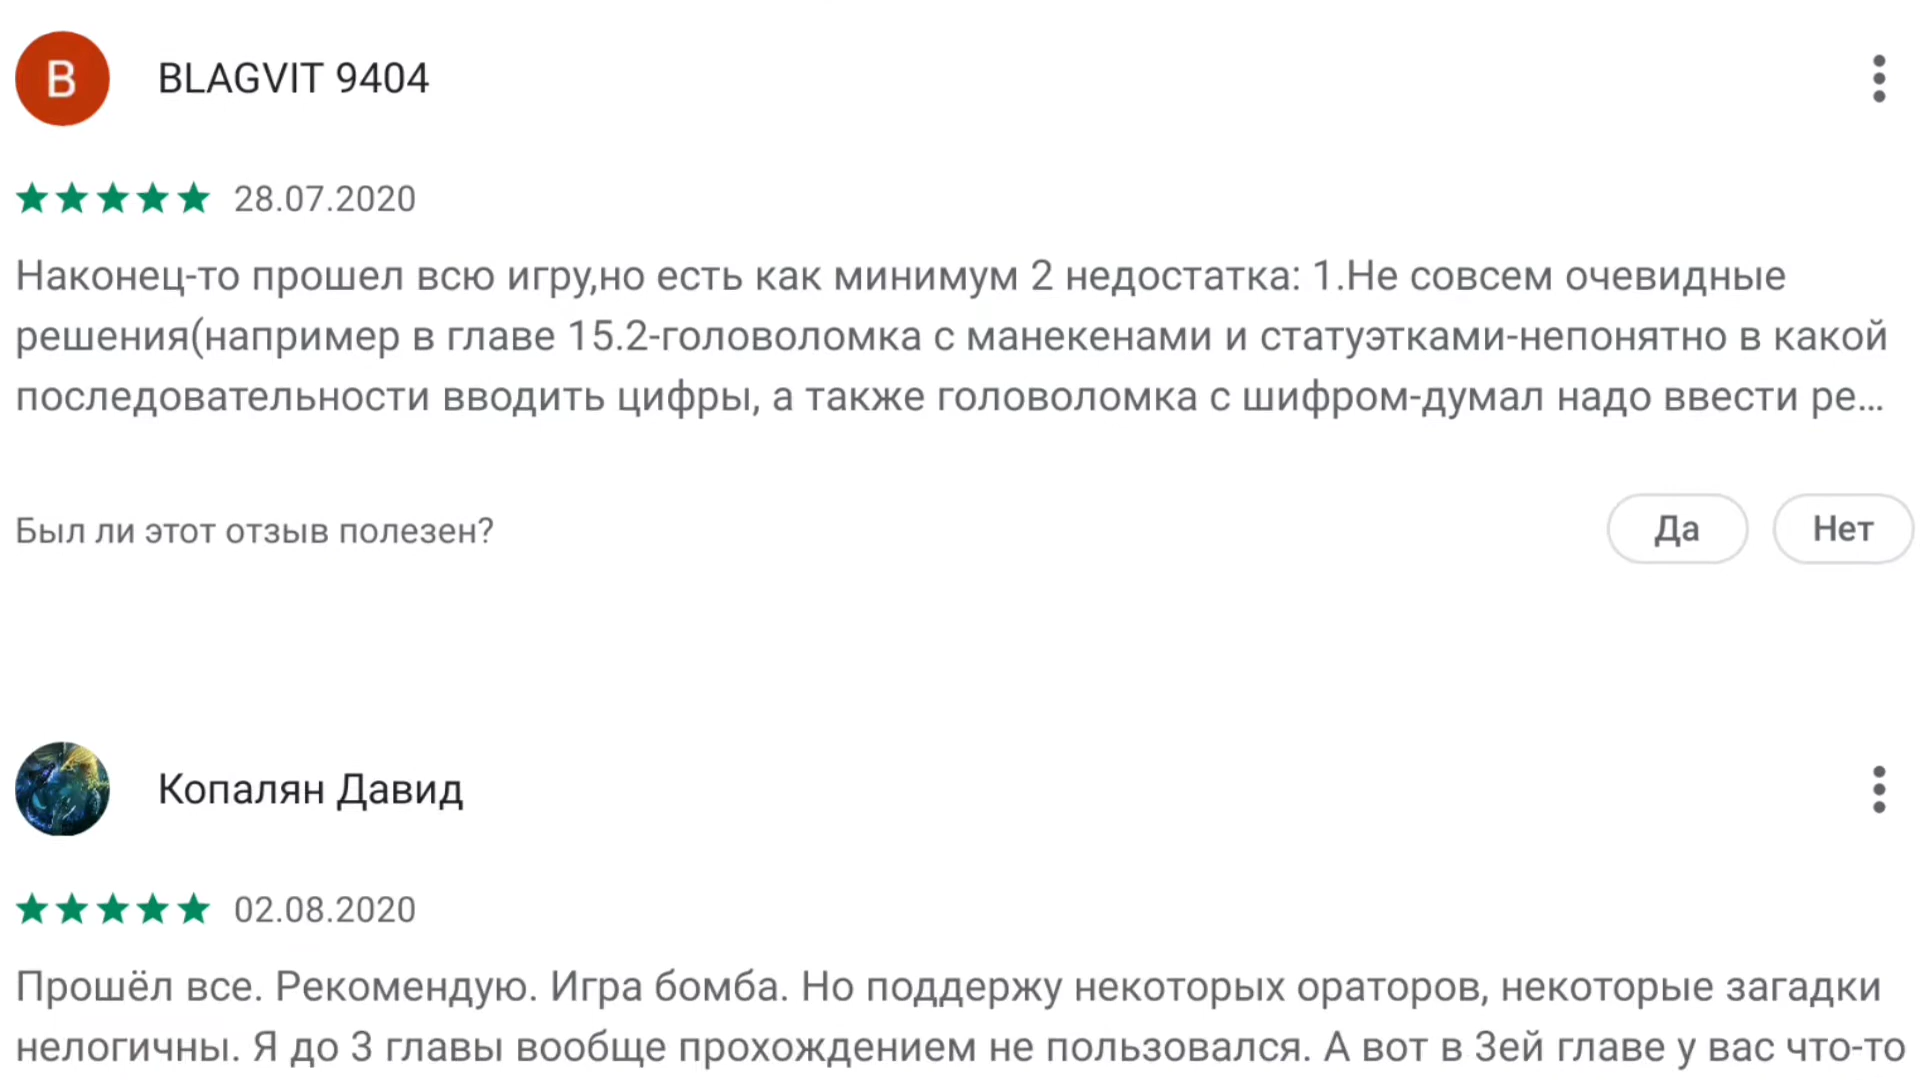 B
BLAGVIT 9404
28.07.2020
Наконец-то прошел всю игру,но есть как минимум 2 недостатка: 1.Не совсем очевидные
решения(например в главе 15.2-головоломка с манекенами и статуэтками-непонятно в какой
последовательности вводить цифры, а также головоломка с шифром-думал надо ввести ре...
Был ли этот отзыв полезен?
Да
Нет
Копалян Давид
02.08.2020
Прошёл все. Рекомендую. Игра бомба. Но поддержу некоторых ораторов, некоторые загадки
нелогичны. Я до 3 главы вообще прохождением не пользовался. А вот в 3ей главе у вас что-то